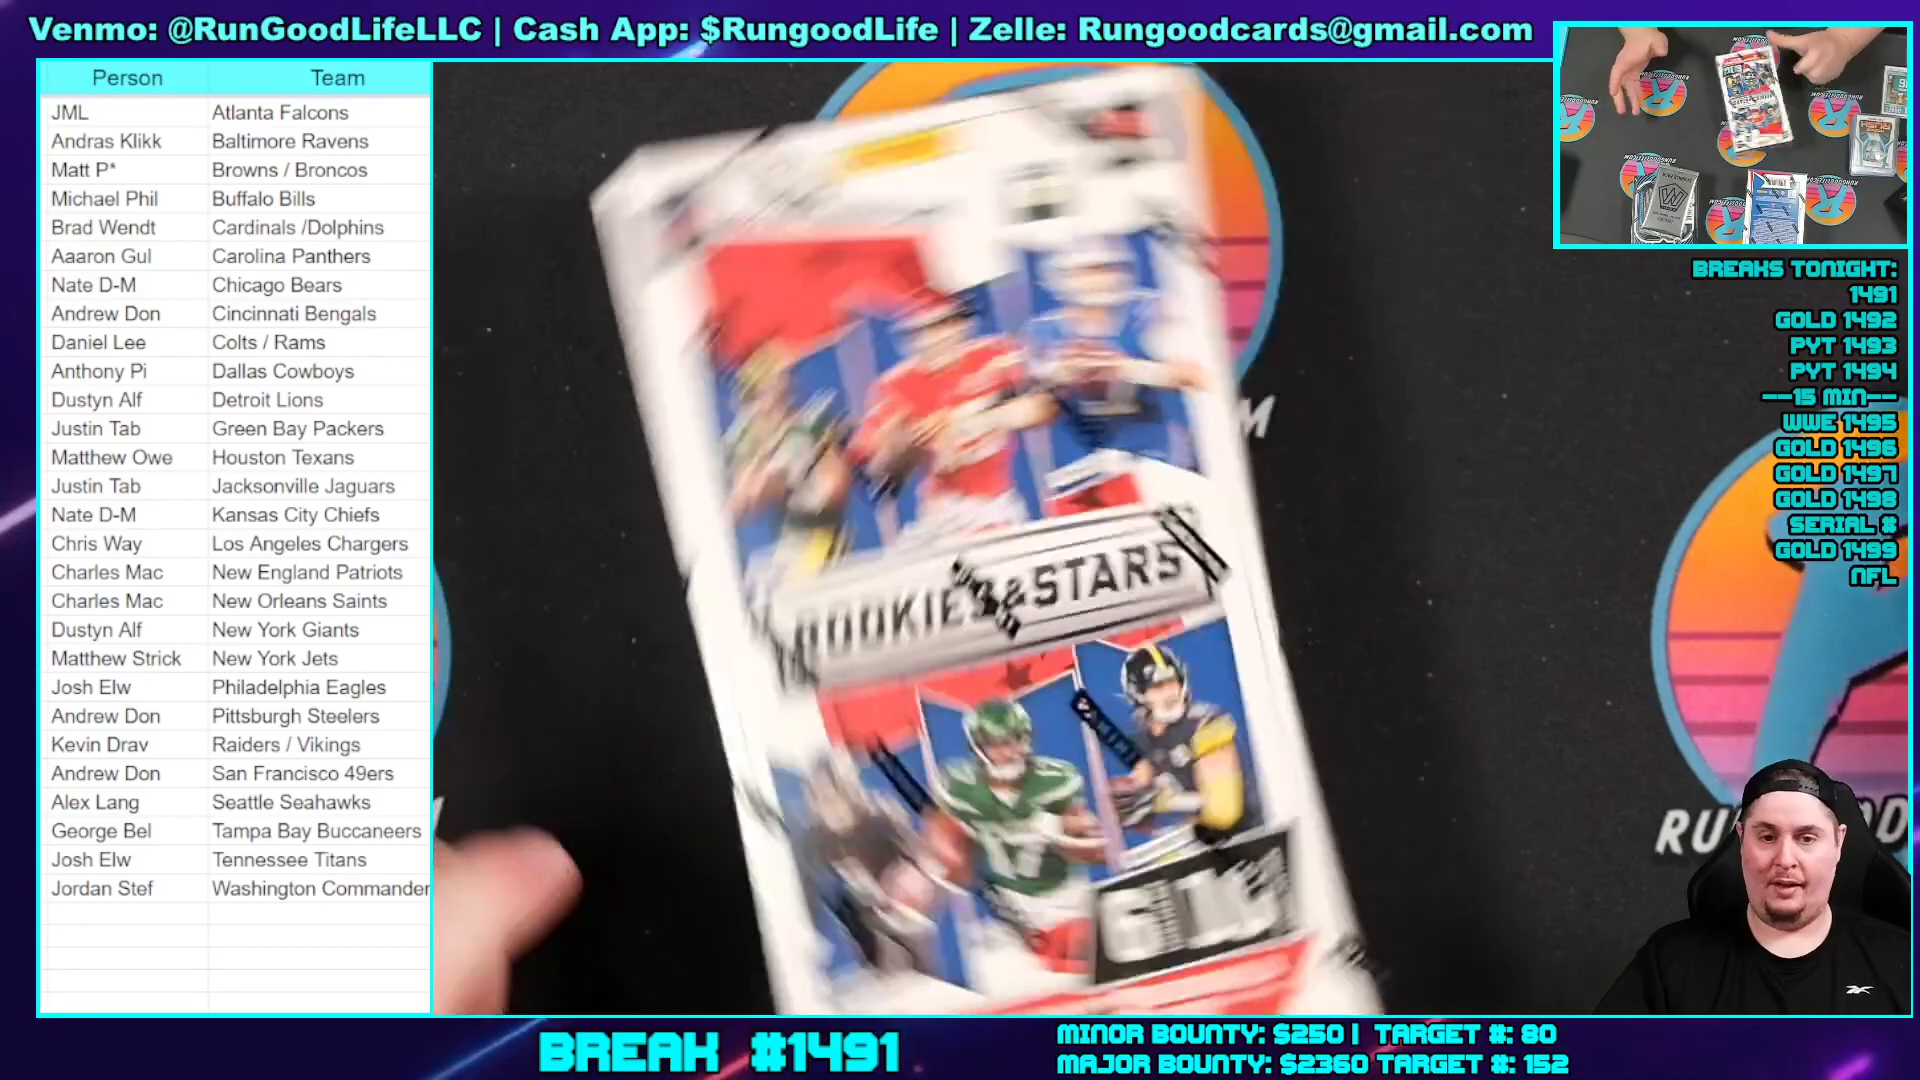 Venmo: @RunGoodLifeLLC | Cash App: $RungoodLife | Zelle: Rungoodcards@gmail.com
Person Team
JML Atlanta Falcons
Andras Klikk Baltimore Ravens
Matt P* Browns / Broncos
Michael Phil Buffalo Bills
Brad Wendt Cardinals /Dolphins
Aaaron Gul Carolina Panthers
Nate D-M Chicago Bears
Andrew Don Cincinnati Bengals
Daniel Lee Colts / Rams
Anthony Pi Dallas Cowboys
Dustyn Alf Detroit Lions
Justin Tab Green Bay Packers
Matthew Owe Houston Texans
Justin Tab Jacksonville Jaguars
Nate D-M Kansas City Chiefs
Chris Way Los Angeles Chargers
Charles Mac New England Patriots
Charles Mac New Orleans Saints
Dustyn Alf New York Giants
Matthew Strick New York Jets
Josh Elw Philadelphia Eagles
Andrew Don Pittsburgh Steelers
Kevin Drav Raiders / Vikings
Andrew Don San Francisco 49ers
Alex Lang Seattle Seahawks
George Bel Tampa Bay Buccaneers
Josh Elw Tennessee Titans
Jordan Stef Washington Commander
ROOKIES&STARS
17
BREAKS TONIGHT:
1491
GOLD 1492
PYT 1493
PYT 1494
--15 MIN--
WWE 1495
GOLD 1496
GOLD 1497
GOLD 1498
SERIAL #
GOLD 1499
NFL
BREAK #1491
MINOR BOUNTY: $250 | TARGET #: 80
MAJOR BOUNTY: $2360 TARGET #: 152